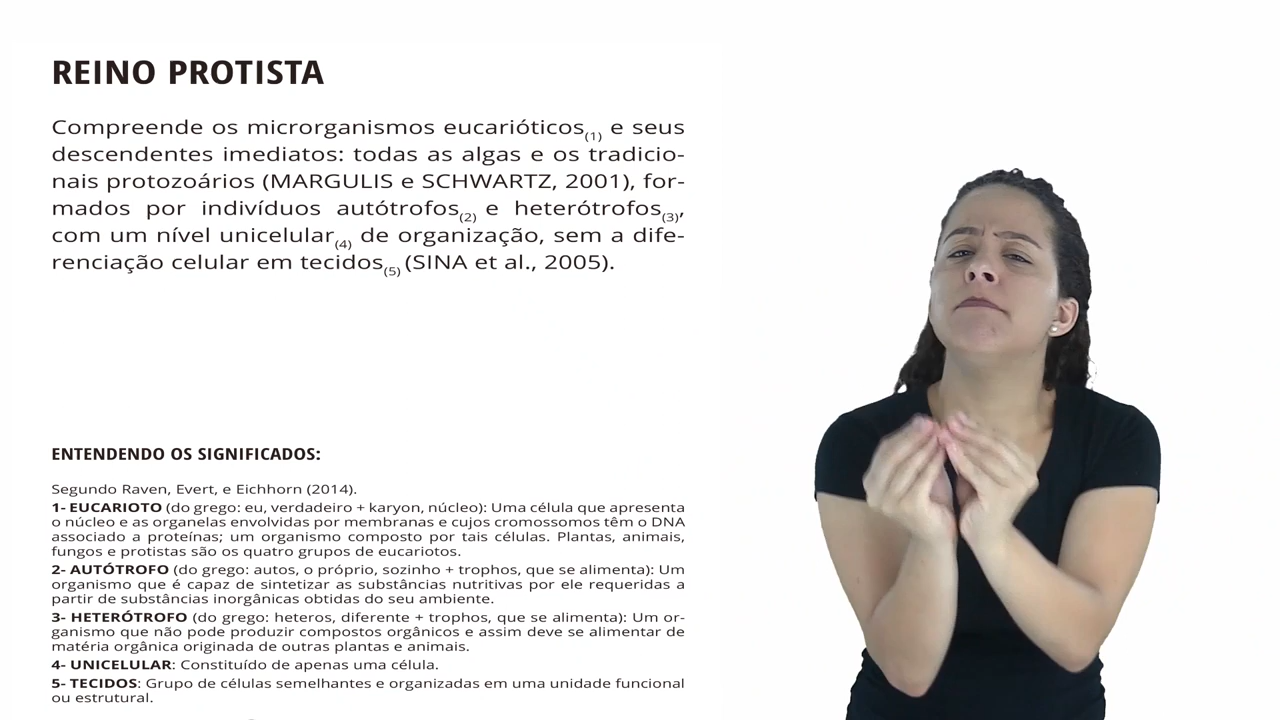 REINO PROTISTA
Compreende os microrganismos eucarióticos(1) e seus
descendentes imediatos: todas as algas e os tradicio-
nais protozoários (MARGULIS e SCHWARTZ, 2001), for-
mados por indivíduos autótrofos(2) e heterótrofos(3),
com um nível unicelular(4) de organização, sem a dife-
renciação celular em tecidos(5) (SINA et al., 2005).
ENTENDENDO OS SIGNIFICADOS:
Segundo Raven, Evert, e Eichhorn (2014).
1- EUCARIOTO (do grego: eu, verdadeiro + karyon, núcleo): Uma célula que apresenta
o núcleo e as organelas envolvidas por membranas e cujos cromossomos têm o DNA
associado a proteínas; um organismo composto por tais células. Plantas, animais,
fungos e protistas são os quatro grupos de eucariotos.
2- AUTÓTROFO (do grego: autos, o próprio, sozinho + trophos, que se alimenta): Um
organismo que é capaz de sintetizar as substâncias nutritivas por ele requeridas a
partir de substâncias inorgânicas obtidas do seu ambiente.
3- HETERÓTROFO (do grego: heteros, diferente + trophos, que se alimenta): Um or-
ganismo que não pode produzir compostos orgânicos e assim deve se alimentar de
matéria orgânica originada de outras plantas e animais.
4- UNICELULAR: Constituído de apenas uma célula.
5- TECIDOS: Grupo de células semelhantes e organizadas em uma unidade funcional
ou estrutural.